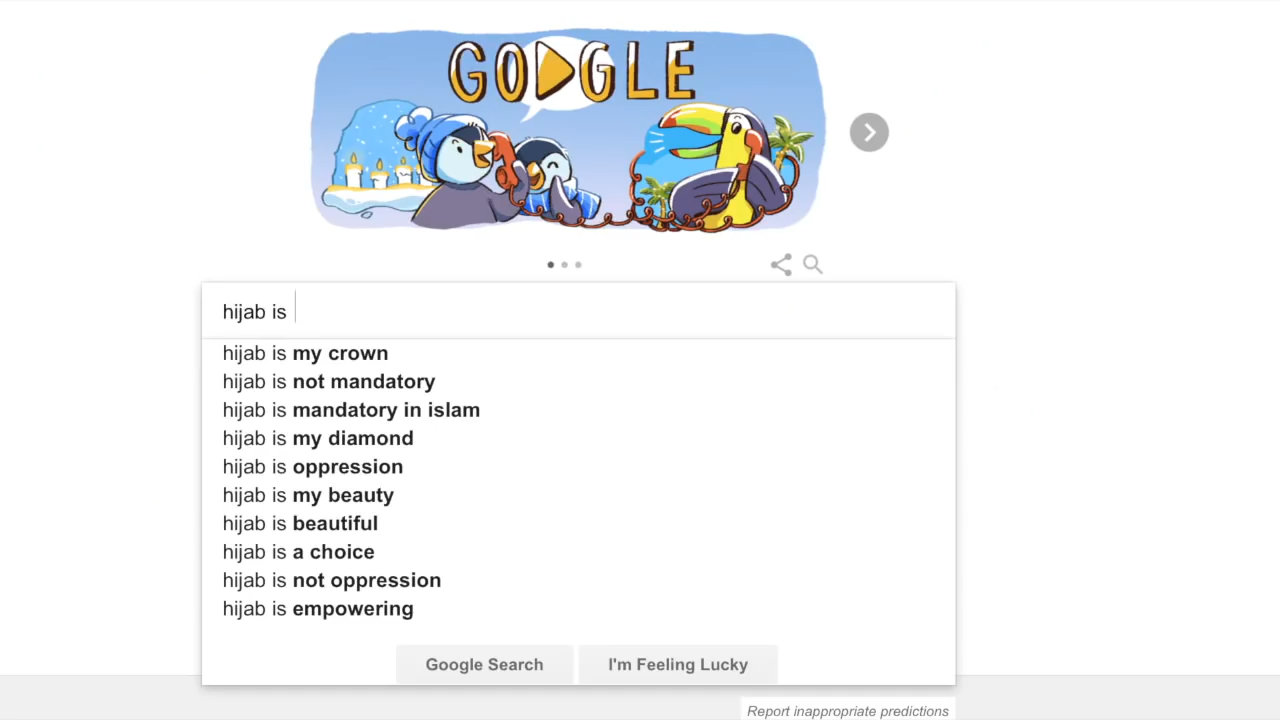 GOOGLE
hijab is
hijab is my crown
hijab is not mandatory
hijab is mandatory in islam
hijab is my diamond
hijab is oppression
hijab is my beauty
hijab is beautiful
hijab is a choice
hijab is not oppression
hijab is empowering
Google Search
I'm Feeling Lucky
Report inappropriate predictions